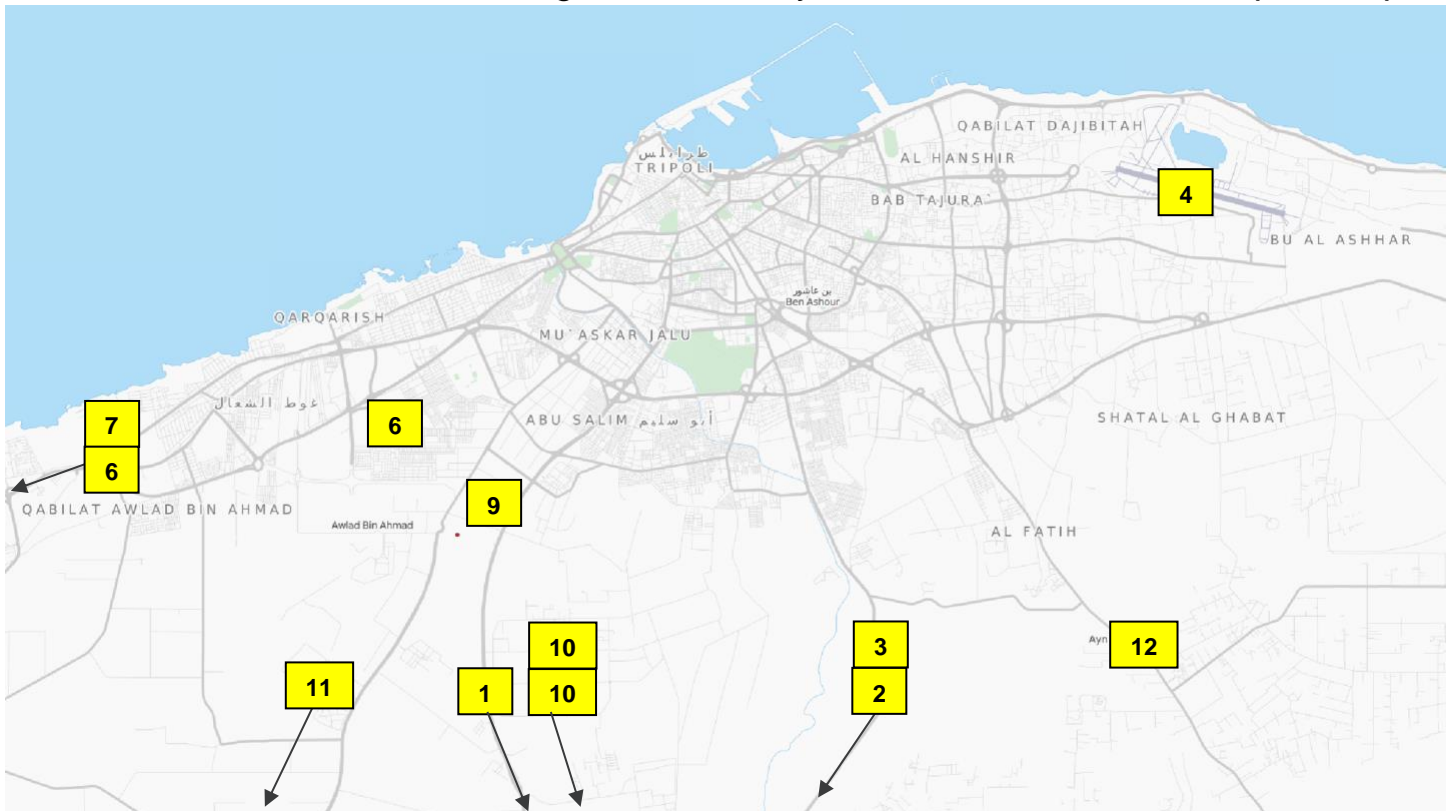 QABILAT DAJIBITAH
طرابلس
TRIPOLI
AL HANSHIR
BAB TAJURA`
4
BU AL ASHHAR
بن عاشور
Ben Ashour
QARQARISH
MU`ASKAR JALU
غوط الشعال
7
6
ABU SALIM أبو سليم
SHATAL AL GHABAT
6
QABILAT AWLAD BIN AHMAD
9
Awlad Bin Ahmad
AL FATIH
10
3
Ayn
12
11
1
10
2